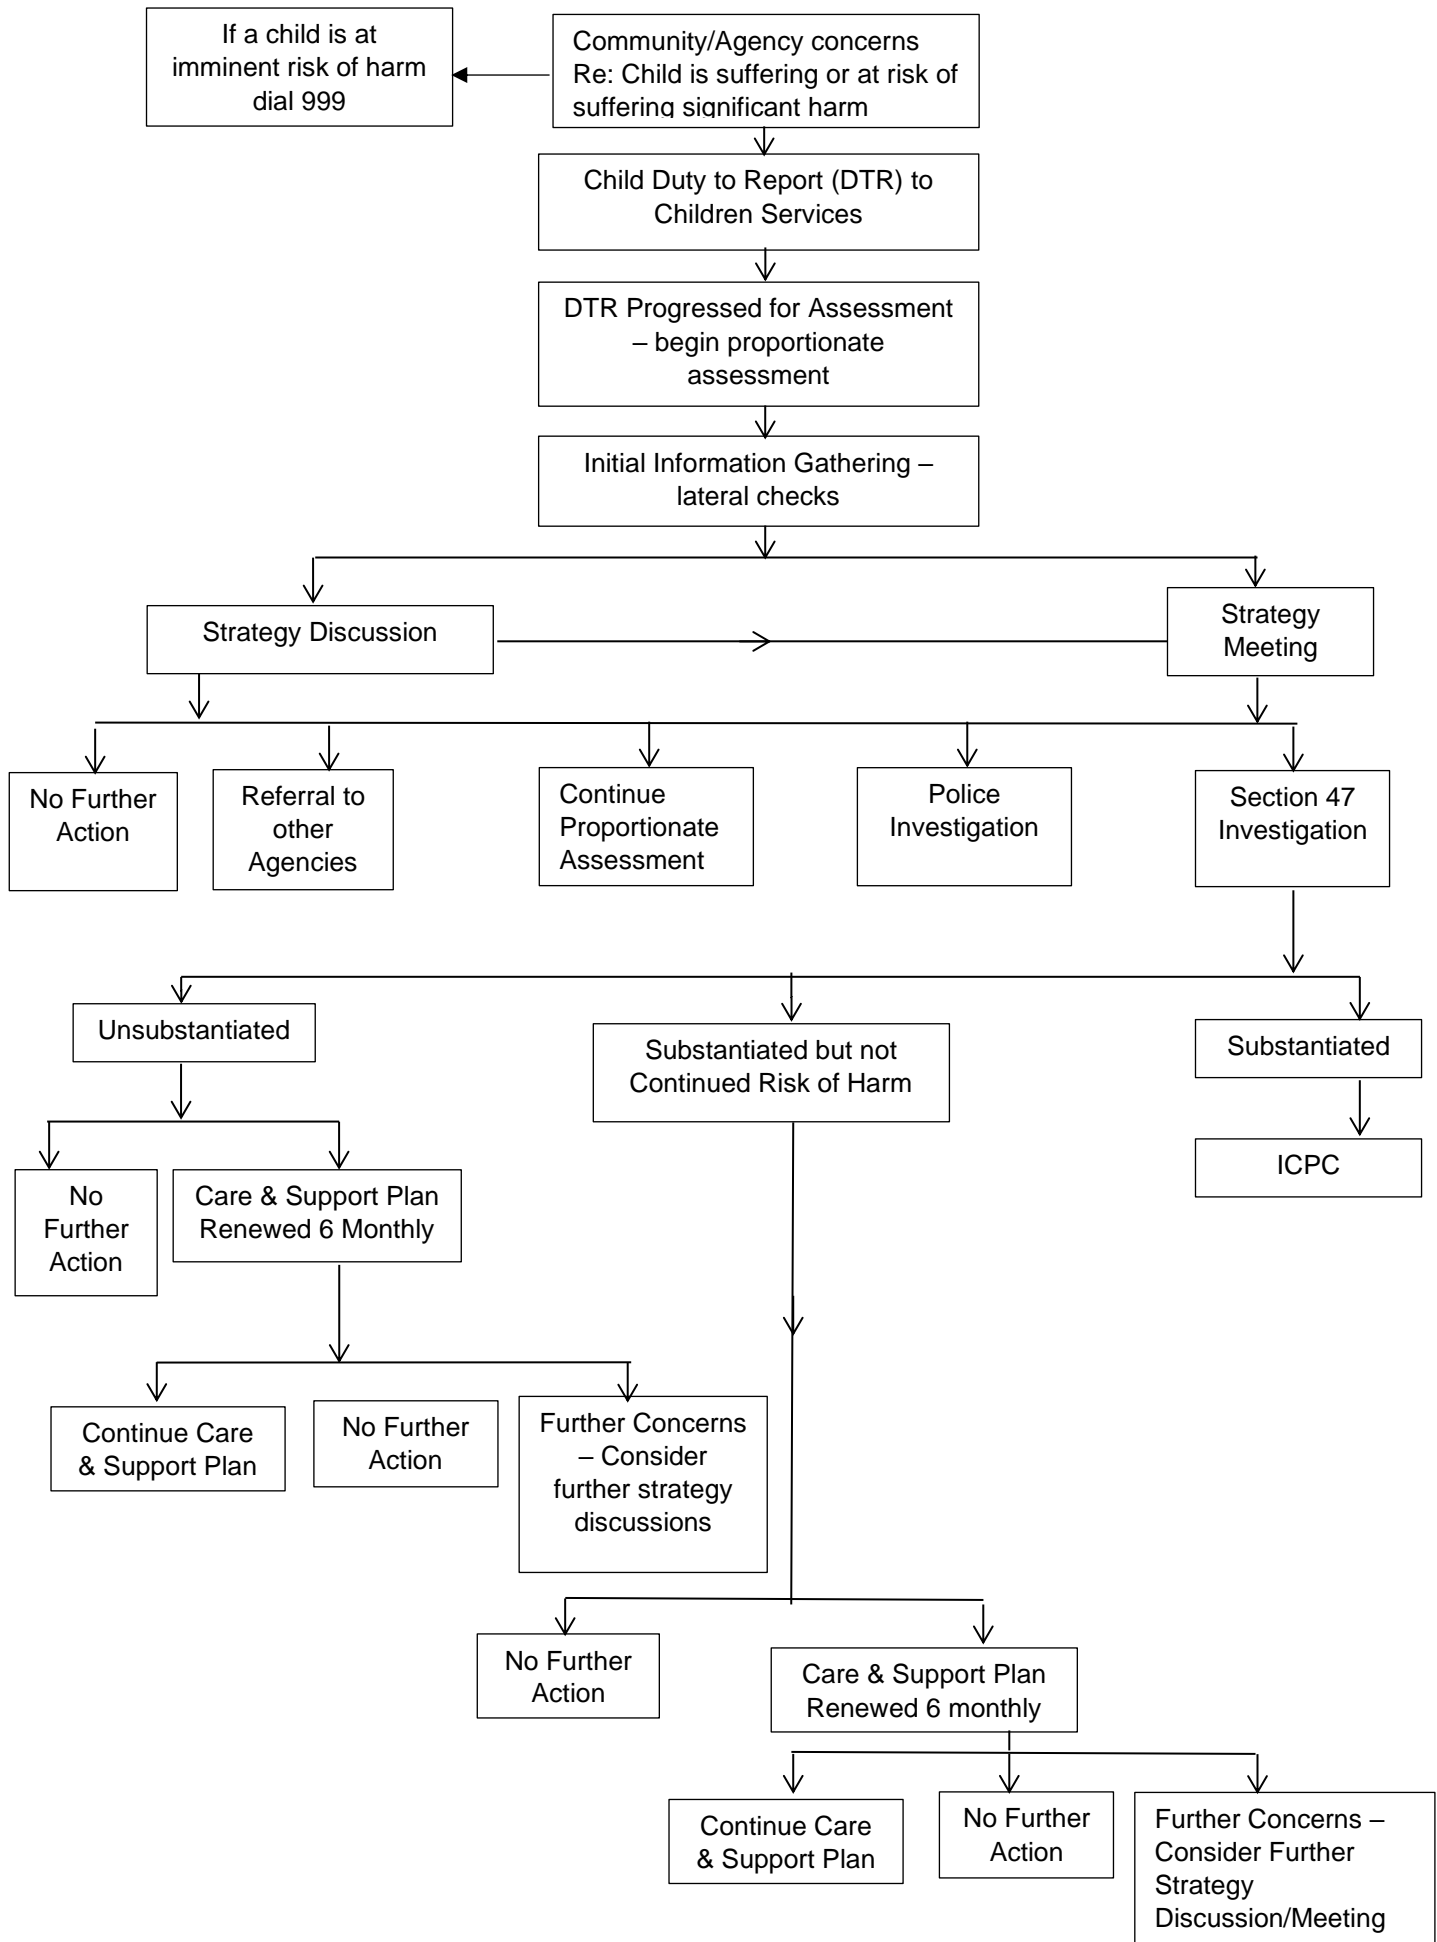 If a child is at
imminent risk of harm
dial 999
Community/Agency concerns
Re: Child is suffering or at risk of
suffering significant harm
Child Duty to Report (DTR) to
Children Services
DTR Progressed for Assessment
– begin proportionate
assessment
Initial Information Gathering –
lateral checks
Strategy Discussion
Strategy
Meeting
No Further
Action
Referral to
other
Agencies
Continue
Proportionate
Assessment
Police
Investigation
Section 47
Investigation
Unsubstantiated
Substantiated but not
Continued Risk of Harm
Substantiated
ICPC
No
Further
Action
Care & Support Plan
Renewed 6 Monthly
Continue Care
& Support Plan
No Further
Action
Further Concerns
– Consider
further strategy
discussions
No Further
Action
Care & Support Plan
Renewed 6 monthly
Continue Care
& Support Plan
No Further
Action
Further Concerns –
Consider Further
Strategy
Discussion/Meeting